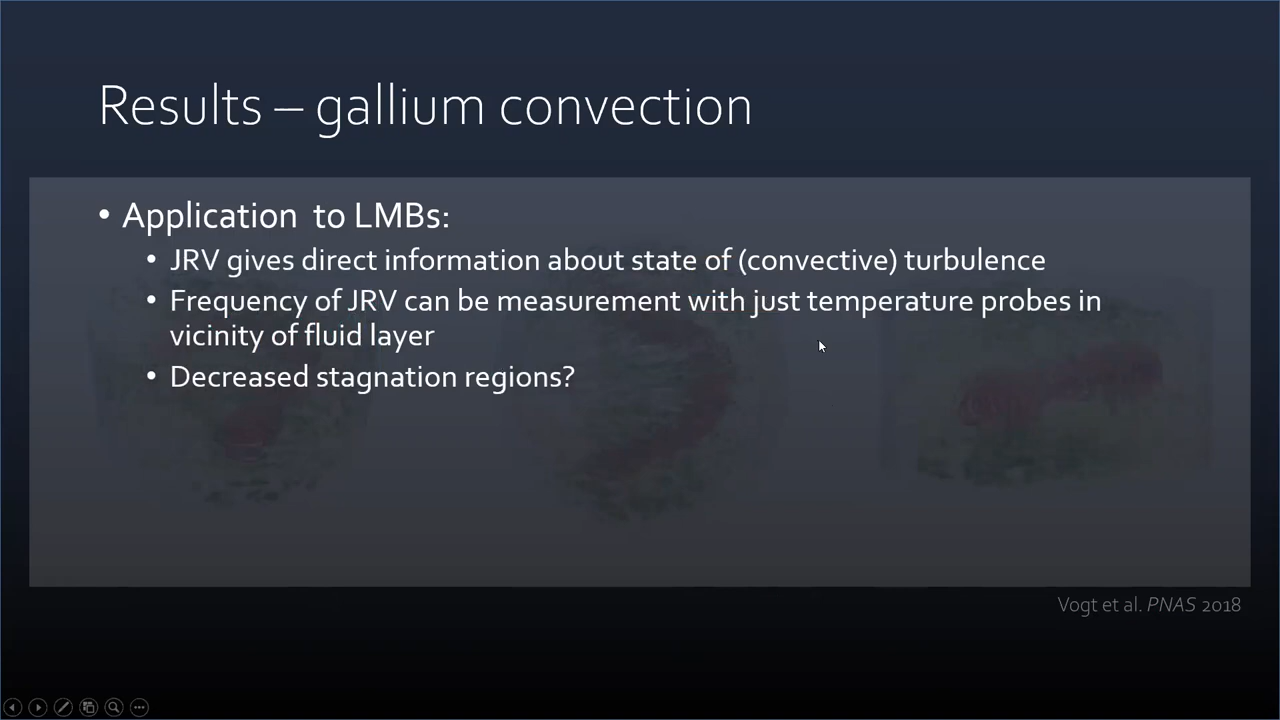 Results – gallium convection
• Application  to LMBs:
• JRV gives direct information about state of (convective) turbulence
• Frequency of JRV can be measurement with just temperature probes in
vicinity of fluid layer
• Decreased stagnation regions?
Vogt et al. PNAS 2018